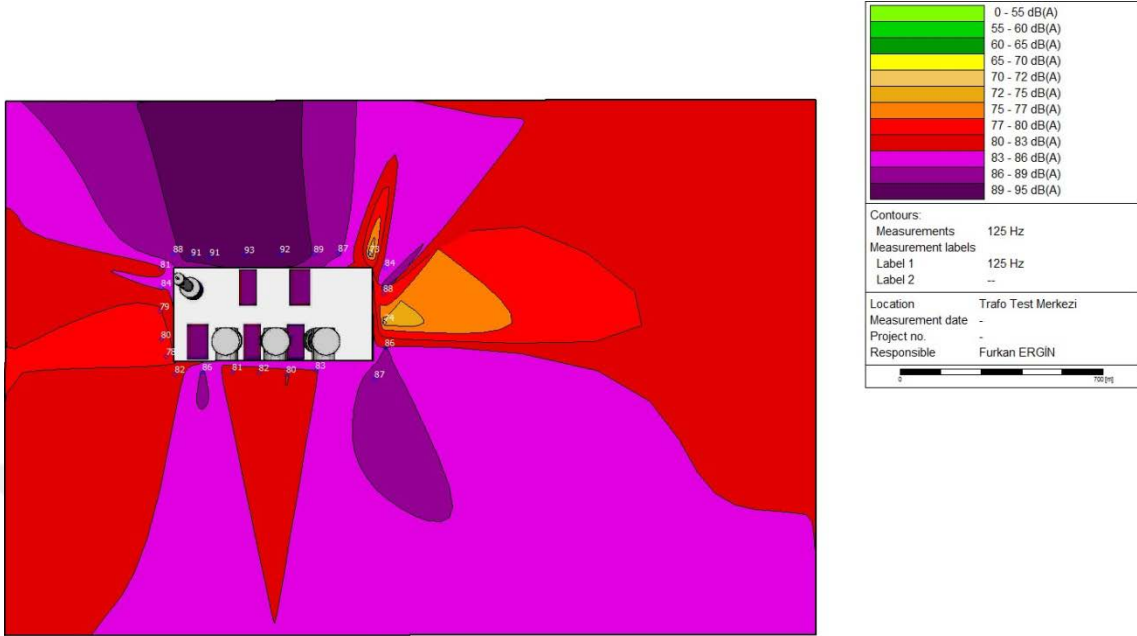 0 - 55 dB(A)
55 - 60 dB(A)
60 - 65 dB(A)
65 - 70 dB(A)
70 - 72 dB(A)
72 - 75 dB(A)
75 - 77 dB(A)
77 - 80 dB(A)
80 - 83 dB(A)
83 - 86 dB(A)
86 - 89 dB(A)
89 - 95 dB(A)
Contours:
Measurements 125 Hz
Measurement labels
Label 1 125 Hz
Label 2 --
Location Trafo Test Merkezi
Measurement date -
Project no. -
Responsible Furkan ERGİN
0 700 [m]
88 91 91 93 92 89 87
81 84
84 88
79
80 86
82 86 81 82 80 83 87